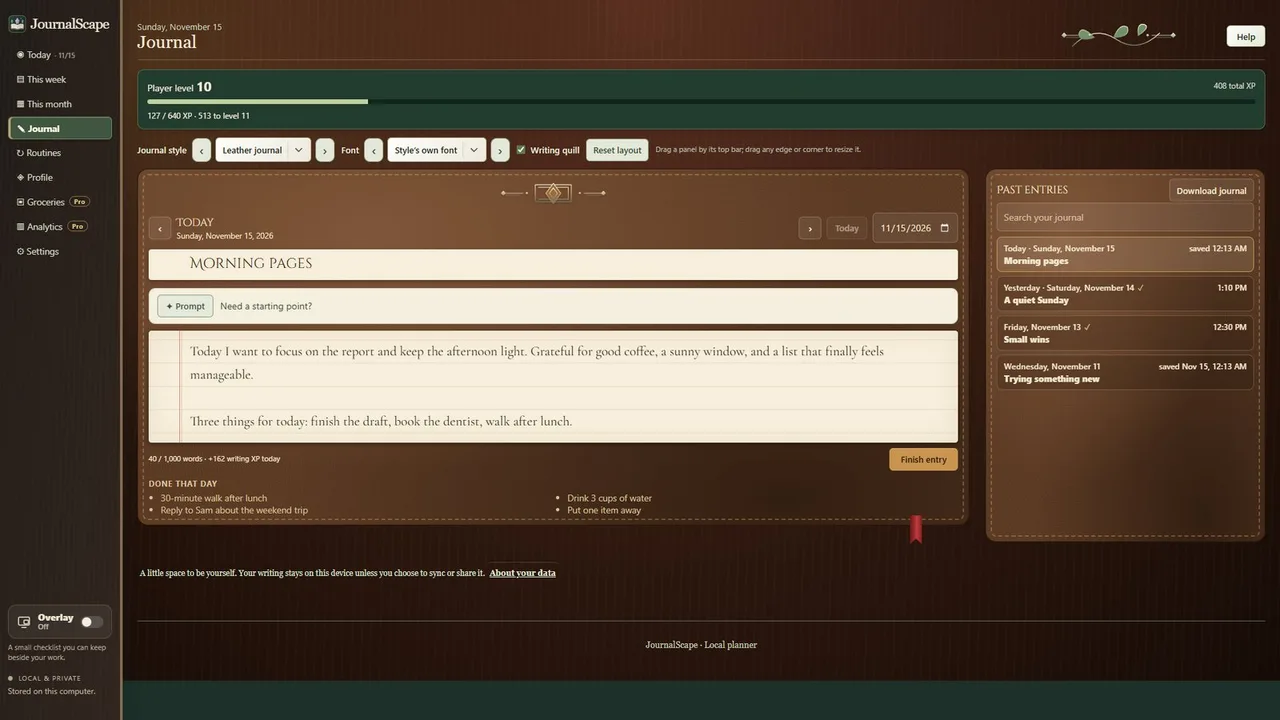 JournalScape
Today · 11/15
This week
This month
Journal
Routines
Profile
Groceries Pro
Analytics Pro
Settings
Overlay
Off
A small checklist you can keep
beside your work.
LOCAL & PRIVATE
Stored on this computer.
Sunday, November 15
Journal
Help
Player level 10
408 total XP
127 / 640 XP · 513 to level 11
Journal style ‹ Leather journal › Font ‹ Style's own font › Writing quill Reset layout Drag a panel by its top bar; drag any edge or corner to resize it.
‹ TODAY
Sunday, November 15, 2026
› Today 11/15/2026
MORNING PAGES
✦ Prompt Need a starting point?
Today I want to focus on the report and keep the afternoon light. Grateful for good coffee, a sunny window, and a list that finally feels
manageable.
Three things for today: finish the draft, book the dentist, walk after lunch.
40 / 1,000 words · +162 writing XP today
Finish entry
DONE THAT DAY
• 30-minute walk after lunch
• Drink 3 cups of water
• Reply to Sam about the weekend trip
• Put one item away
PAST ENTRIES
Download journal
Search your journal
Today · Sunday, November 15 saved 12:13 AM
Morning pages
Yesterday · Saturday, November 14 ✓ 1:10 PM
A quiet Sunday
Friday, November 13 ✓ 12:30 PM
Small wins
Wednesday, November 11 saved Nov 15, 12:13 AM
Trying something new
A little space to be yourself. Your writing stays on this device unless you choose to sync or share it. About your data
JournalScape · Local planner